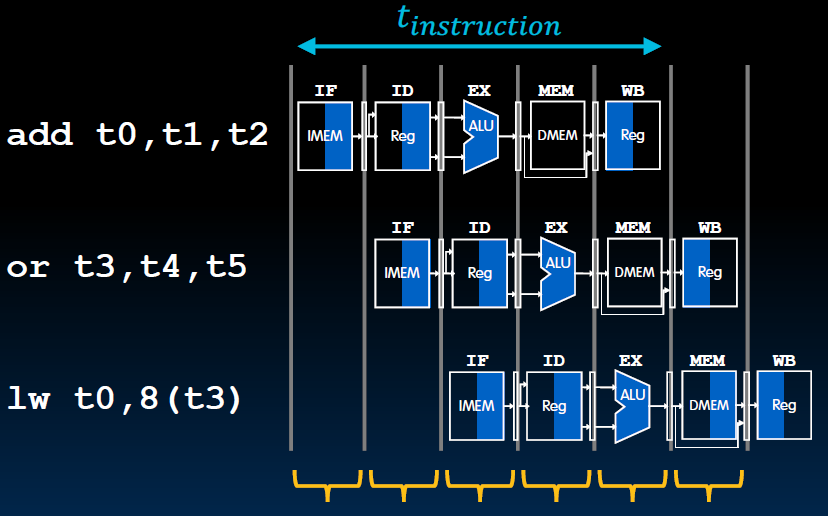 tinstruction
IF ID EX MEM WB
add t0,t1,t2
IMEM Reg ALU DMEM Reg
IF ID EX MEM WB
or t3,t4,t5
IMEM Reg ALU DMEM Reg
IF ID EX MEM WB
lw t0,8(t3)
IMEM Reg ALU DMEM Reg